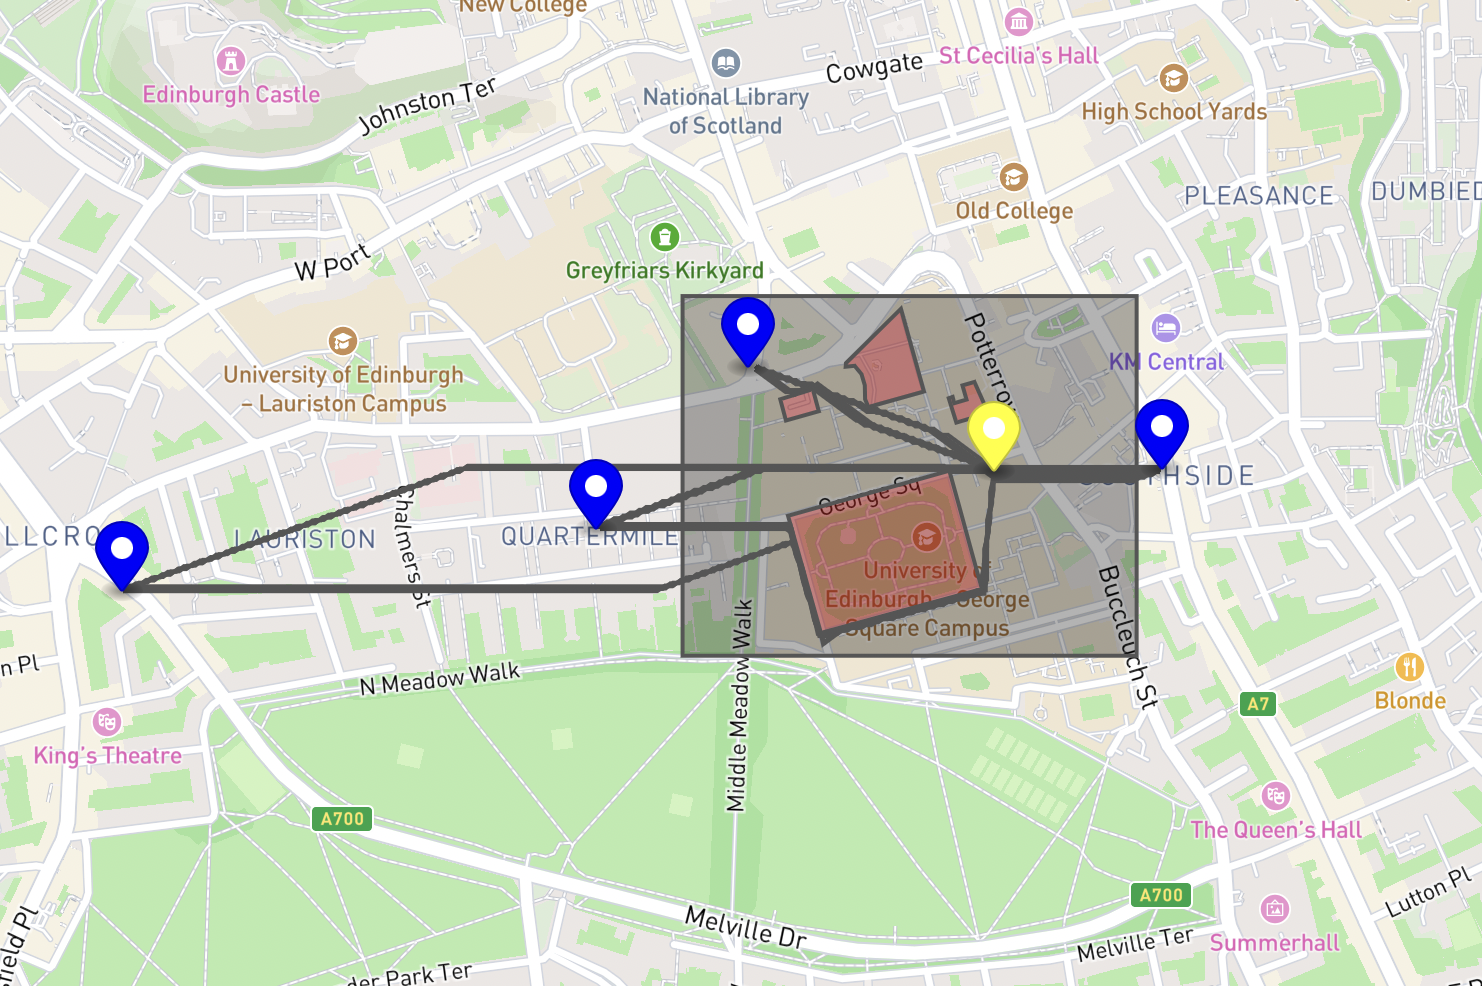 New College
St Cecilia's Hall
Edinburgh Castle
Johnston Ter
Cowgate
National Library
of Scotland
High School Yards
PLEASANCE
DUMBIED
Old College
W Port
Greyfriars Kirkyard
Potterrow
KM Central
University of Edinburgh
– Lauriston Campus
George Sq
THSIDE
LLCRO
LAURISTON
Chalmers St
QUARTERMILE
University of
Edinburgh – George
Square Campus
Buccleuch St
Middle Meadow Walk
n Pl
N Meadow Walk
King's Theatre
A7
Blonde
A700
The Queen's Hall
A700
Lutton Pl
Melville Dr
Melville Ter
Summerhall
field Pl
der Park Ter